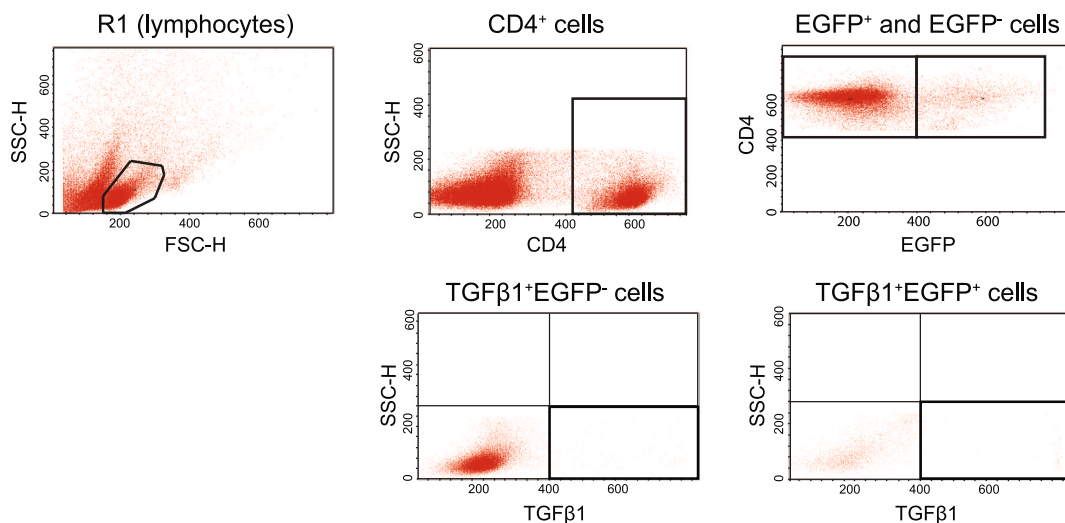 R1 (lymphocytes)
CD4⁺ cells
EGFP⁺ and EGFP⁻ cells
SSC-H
0 200 400 600
200 400 600
FSC-H
SSC-H
0 200 400 600
200 400 600
CD4
CD4
0 200 400 600
200 400 600
EGFP
TGFβ1⁺EGFP⁻ cells
TGFβ1⁺EGFP⁺ cells
SSC-H
0 200 400 600
200 400 600
TGFβ1
SSC-H
0 200 400 600
200 400 600
TGFβ1